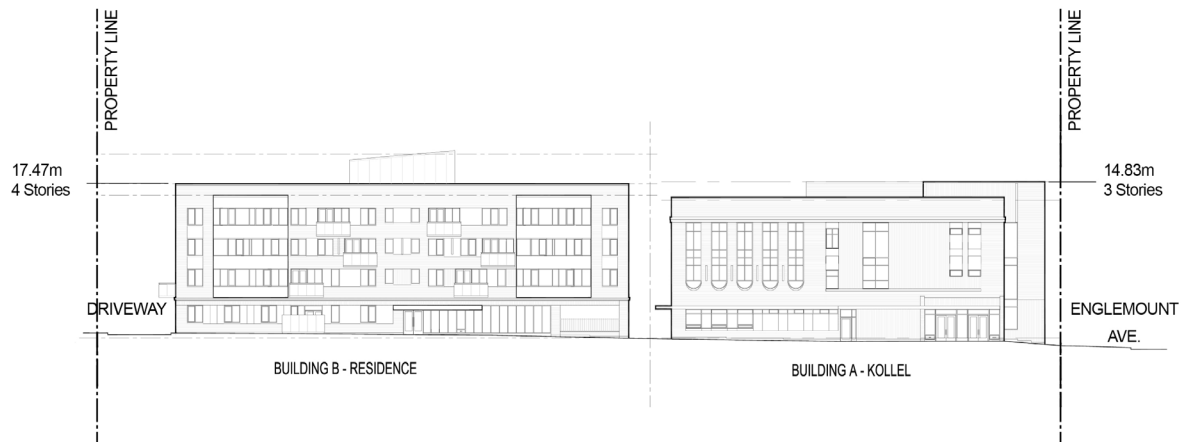 PROPERTY LINE
PROPERTY LINE
17.47m
4 Stories
14.83m
3 Stories
DRIVEWAY
ENGLEMOUNT
AVE.
BUILDING B - RESIDENCE
BUILDING A - KOLLEL